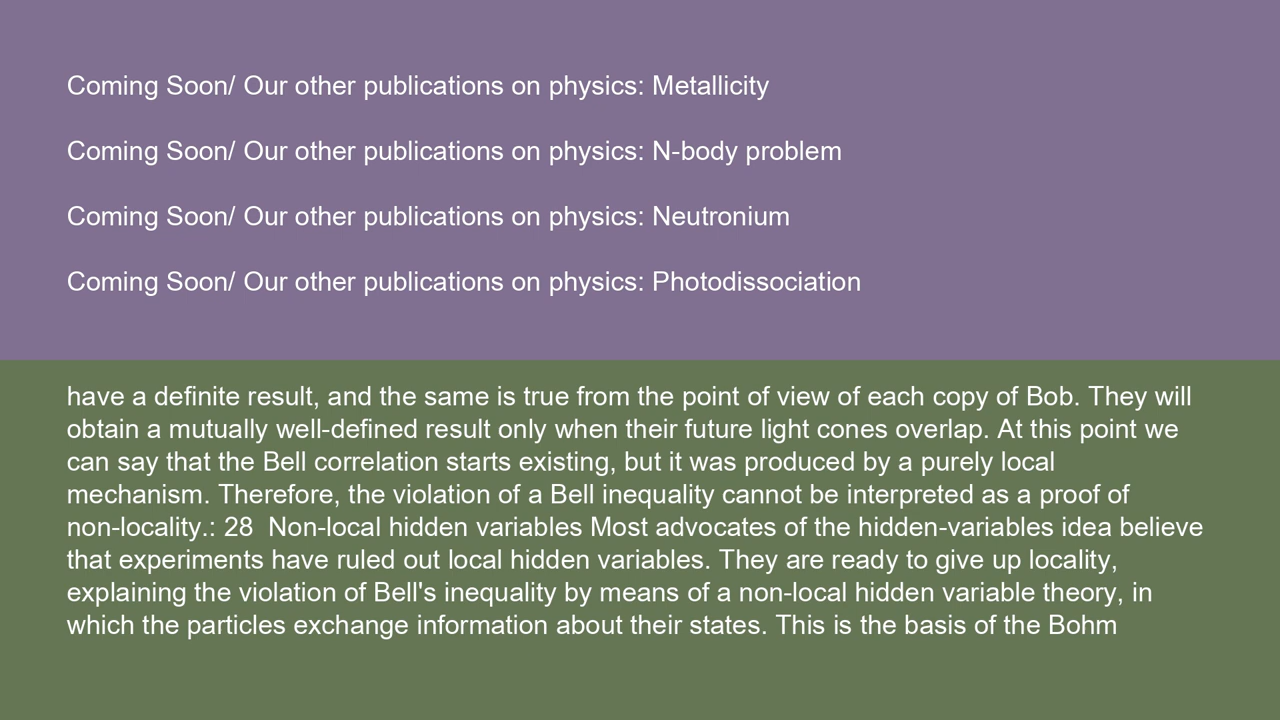 Coming Soon/ Our other publications on physics: Metallicity
Coming Soon/ Our other publications on physics: N-body problem
Coming Soon/ Our other publications on physics: Neutronium
Coming Soon/ Our other publications on physics: Photodissociation
have a definite result, and the same is true from the point of view of each copy of Bob. They will
obtain a mutually well-defined result only when their future light cones overlap. At this point we
can say that the Bell correlation starts existing, but it was produced by a purely local
mechanism. Therefore, the violation of a Bell inequality cannot be interpreted as a proof of
non-locality.: 28  Non-local hidden variables Most advocates of the hidden-variables idea believe
that experiments have ruled out local hidden variables. They are ready to give up locality,
explaining the violation of Bell's inequality by means of a non-local hidden variable theory, in
which the particles exchange information about their states. This is the basis of the Bohm